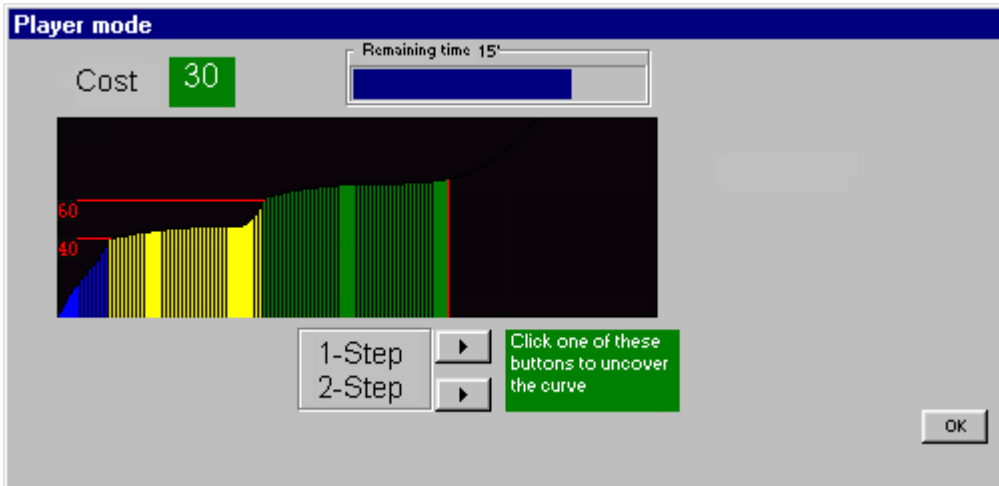 Player mode
Remaining time 15'
Cost 30
60
40
1-Step
2-Step
Click one of these
buttons to uncover
the curve
OK